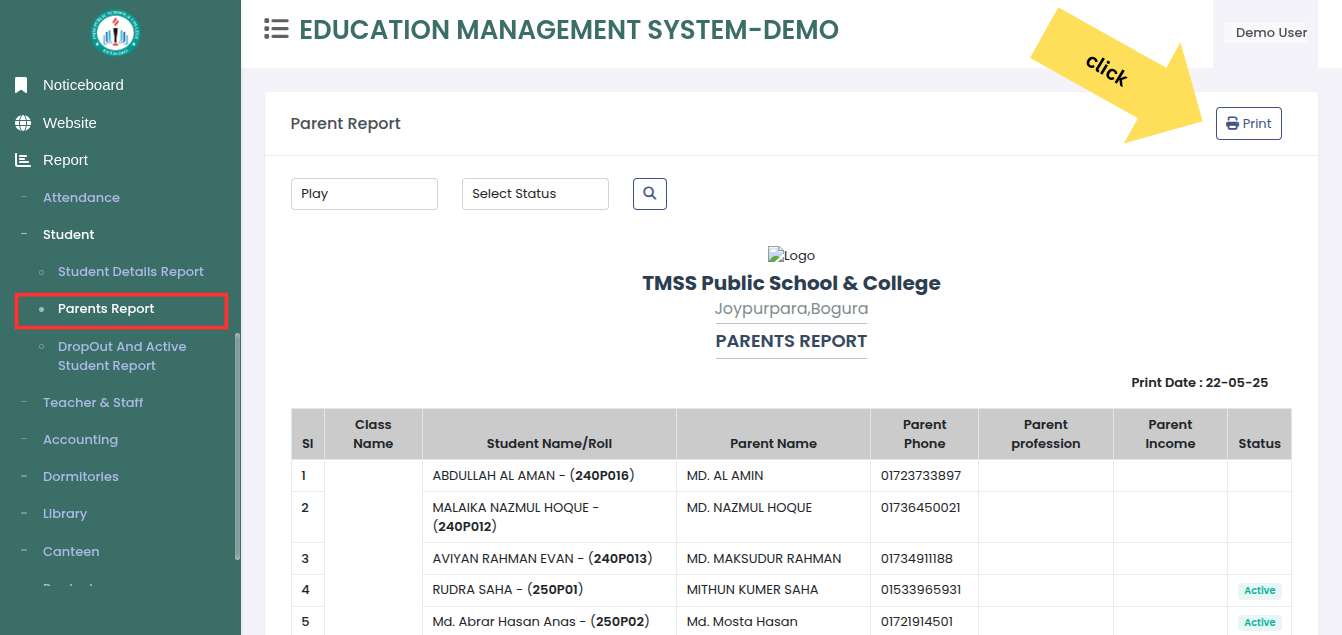 EDUCATION MANAGEMENT SYSTEM-DEMO
Demo User
click
Noticeboard
Website
Report
Attendance
Student
Student Details Report
Parents Report
DropOut And Active
Student Report
Teacher & Staff
Accounting
Dormitories
Library
Canteen
Parent Report
Print
Play
Select Status
Logo
TMSS Public School & College
Joypurpara,Bogura
PARENTS REPORT
Print Date : 22-05-25
Sl Class Name Student Name/Roll Parent Name Parent Phone Parent profession Parent Income Status
1 ABDULLAH AL AMAN - (240P016) MD. AL AMIN 01723733897
2 MALAIKA NAZMUL HOQUE - MD. NAZMUL HOQUE 01736450021
(240P012)
3 AVIYAN RAHMAN EVAN - (240P013) MD. MAKSUDUR RAHMAN 01734911188
4 RUDRA SAHA - (250P01) MITHUN KUMER SAHA 01533965931 Active
5 Md. Abrar Hasan Anas - (250P02) Md. Mosta Hasan 01721914501 Active